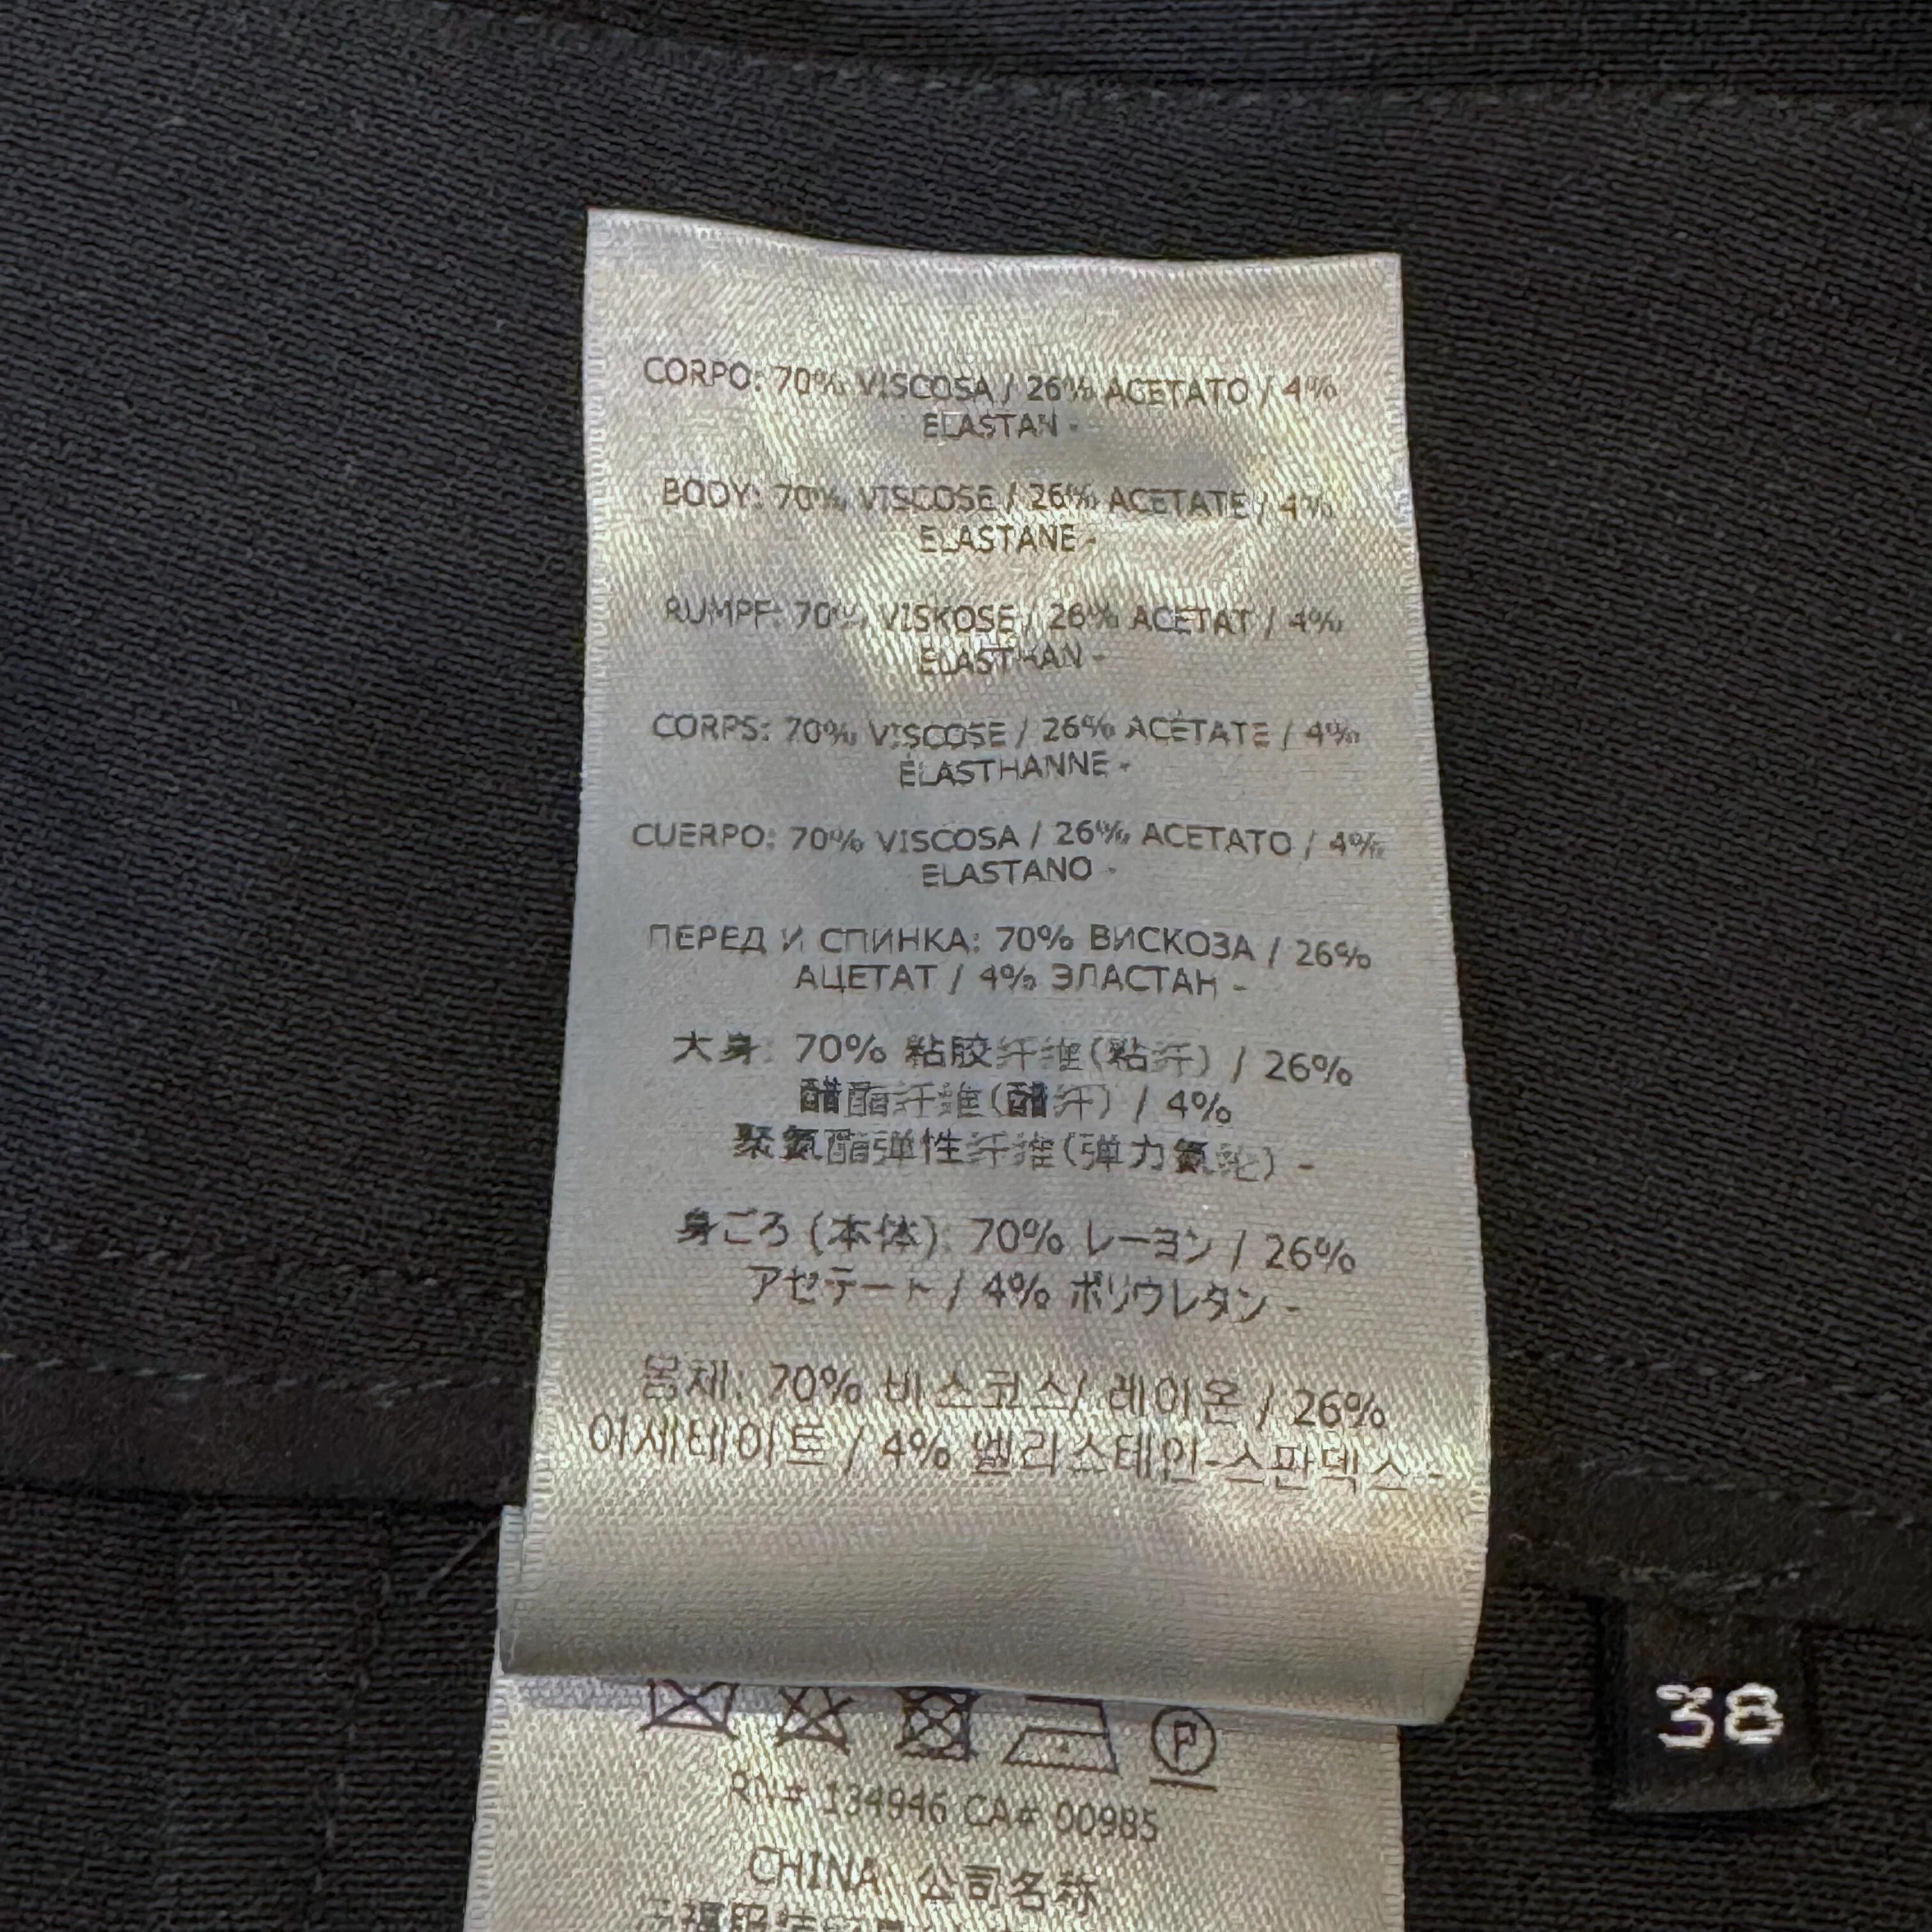 CORPO: 70% VISCOSA / 26% ACETATO / 4%
ELASTAN -
BODY: 70% VISCOSE / 26% ACETATE / 4%
ELASTANE -
RUMPF: 70% VISKOSE / 26% ACETAT / 4%
ELASTHAN -
CORPS: 70% VISCOSE / 26% ACÉTATE / 4%
ÉLASTHANNE -
CUERPO: 70% VISCOSA / 26% ACETATO / 4%
ELASTANO -
ПЕРЕД И СПИНКА: 70% ВИСКОЗА / 26%
АЦЕТАТ / 4% ЭЛАСТАН -
大身: 70% 粘胶纤维(粘纤) / 26%
醋酯纤维(醋纤) / 4%
聚氨酯弹性纤维(弹力氨纶) -
身ごろ (本体): 70% レーヨン / 26%
アセテート / 4% ポリウレタン -
몸체: 70% 비스코스/ 레이온 / 26%
아세테이트 / 4% 엘라스테인-스판덱스 -
P
RN# 134946 CA# 00985
CHINA 公司名称
38